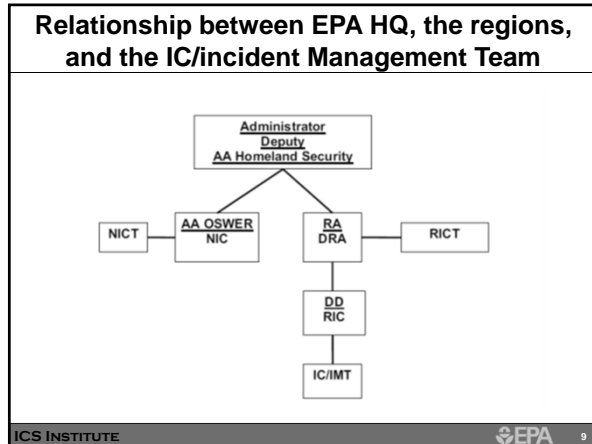 Relationship between EPA HQ, the regions,
and the IC/incident Management Team
Administrator
Deputy
AA Homeland Security
NICT
AA OSWER
NIC
RA
DRA
RICT
DD
RIC
IC/IMT
ICS INSTITUTE
EPA
9